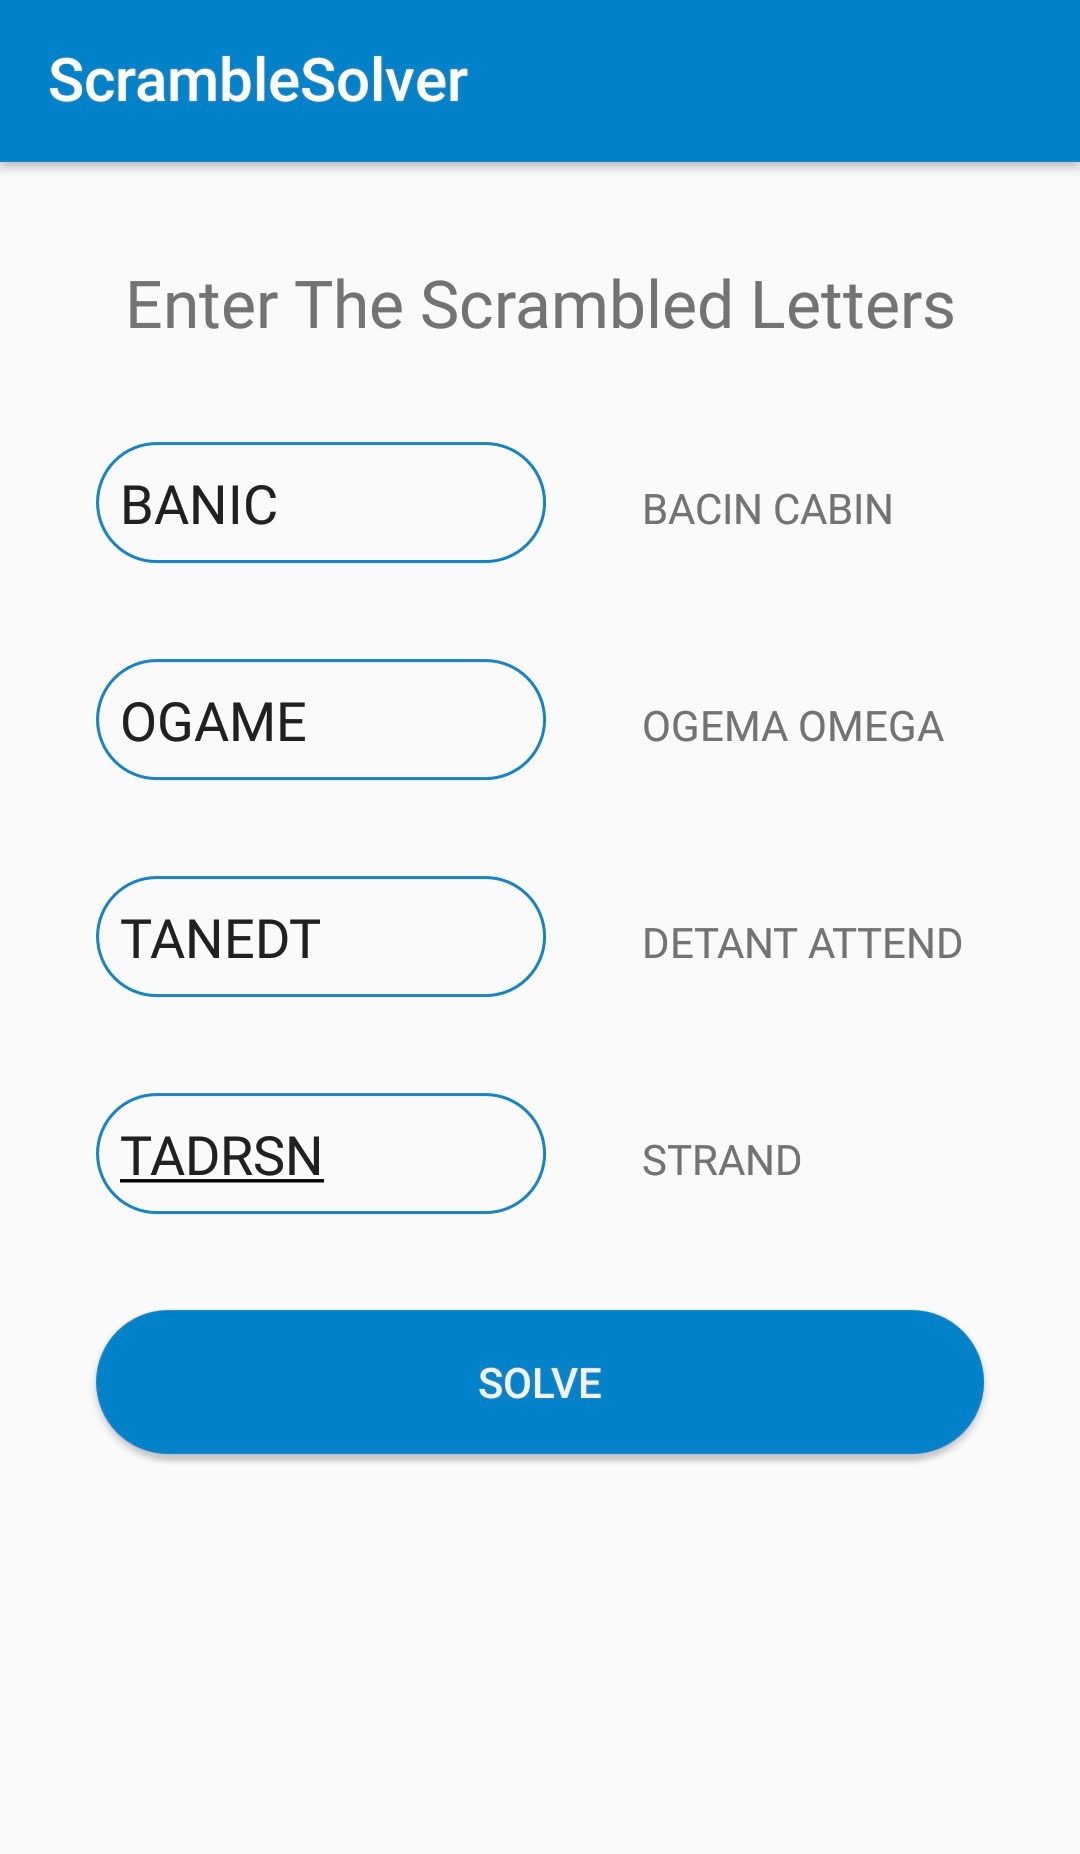 ScrambleSolver
Enter The Scrambled Letters
BANIC BACIN CABIN
OGAME OGEMA OMEGA
TANEDT DETANT ATTEND
TADRSN STRAND
SOLVE